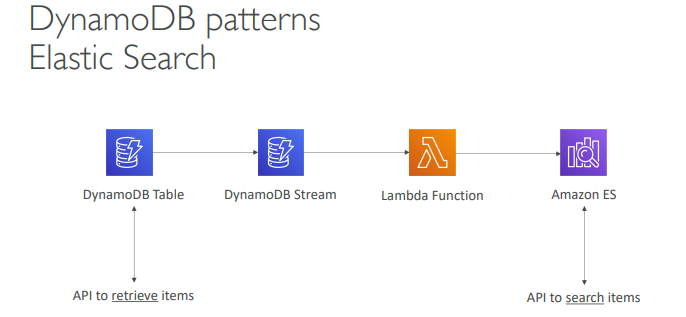 DynamoDB patterns
Elastic Search
DynamoDB Table
DynamoDB Stream
Lambda Function
Amazon ES
API to retrieve items
API to search items